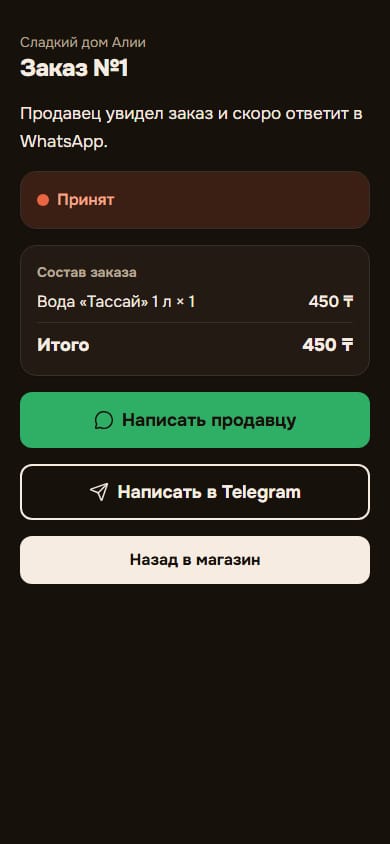 Сладкий дом Алии
Заказ №1
Продавец увидел заказ и скоро ответит в
WhatsApp.
Принят
Состав заказа
Вода «Тассай» 1 л × 1 450 ₸
Итого 450 ₸
Написать продавцу
Написать в Telegram
Назад в магазин